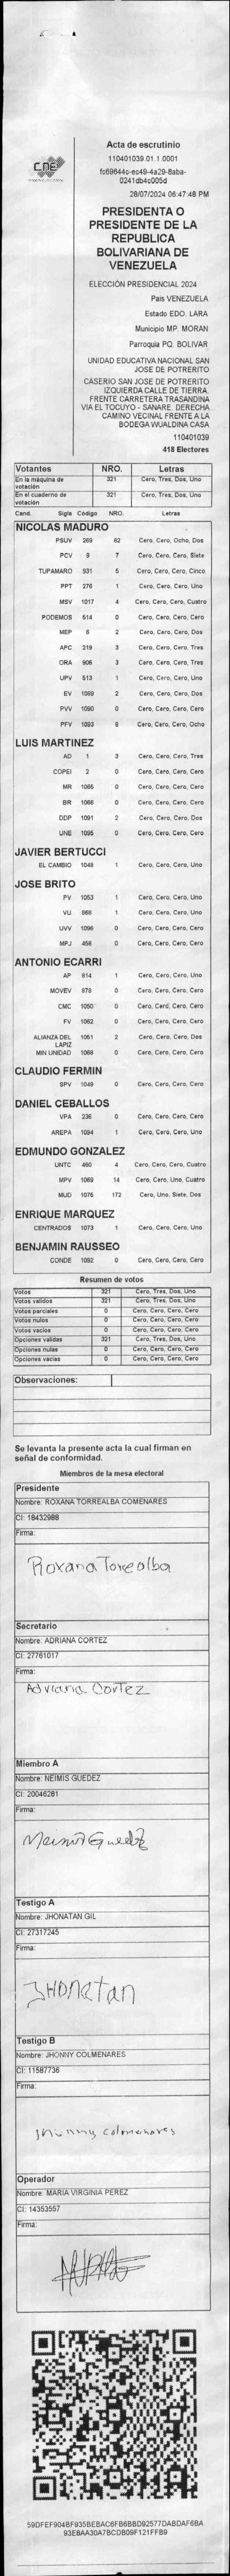 CNE
Acta de escrutinio
110401039.01.1.0001
fc69644c-ec49-4a29-8aba-
0241db4c005d
28/07/2024 06:47:48 PM
PRESIDENTA O
PRESIDENTE DE LA
REPUBLICA
BOLIVARIANA DE
VENEZUELA
ELECCIÓN PRESIDENCIAL 2024
País VENEZUELA
Estado EDO. LARA
Municipio MP. MORAN
Parroquia PQ. BOLIVAR
UNIDAD EDUCATIVA NACIONAL SAN
JOSE DE POTRERITO
CASERIO SAN JOSE DE POTRERITO
IZQUIERDA CALLE DE TIERRA.
FRENTE CARRETERA TRASANDINA
VIA EL TOCUYO - SANARE. DERECHA
CAMINO VECINAL FRENTE A LA
BODEGA WUALDINA CASA
110401039
418 Electores
Votantes NRO. Letras
En la máquina de votación 321 Cero, Tres, Dos, Uno
En el cuaderno de votación 321 Cero, Tres, Dos, Uno
Cand. Sigla Código NRO. Letras
NICOLAS MADURO
PSUV 269 82 Cero, Cero, Ocho, Dos
PCV 9 7 Cero, Cero, Cero, Siete
TUPAMARO 931 5 Cero, Cero, Cero, Cinco
PPT 276 1 Cero, Cero, Cero, Uno
MSV 1017 4 Cero, Cero, Cero, Cuatro
PODEMOS 514 0 Cero, Cero, Cero, Cero
MEP 6 2 Cero, Cero, Cero, Dos
APC 219 3 Cero, Cero, Cero, Tres
ORA 906 3 Cero, Cero, Cero, Tres
UPV 513 1 Cero, Cero, Cero, Uno
EV 1089 2 Cero, Cero, Cero, Dos
PVV 1090 0 Cero, Cero, Cero, Cero
PFV 1093 8 Cero, Cero, Cero, Ocho
LUIS MARTINEZ
AD 1 3 Cero, Cero, Cero, Tres
COPEI 2 0 Cero, Cero, Cero, Cero
MR 1065 0 Cero, Cero, Cero, Cero
BR 1066 0 Cero, Cero, Cero, Cero
DDP 1091 2 Cero, Cero, Cero, Dos
UNE 1095 0 Cero, Cero, Cero, Cero
JAVIER BERTUCCI
EL CAMBIO 1048 1 Cero, Cero, Cero, Uno
JOSE BRITO
PV 1053 1 Cero, Cero, Cero, Uno
VU 868 1 Cero, Cero, Cero, Uno
UVV 1096 0 Cero, Cero, Cero, Cero
MPJ 458 0 Cero, Cero, Cero, Cero
ANTONIO ECARRI
AP 814 1 Cero, Cero, Cero, Uno
MOVEV 878 0 Cero, Cero, Cero, Cero
CMC 1050 0 Cero, Cero, Cero, Cero
FV 1062 0 Cero, Cero, Cero, Cero
ALIANZA DEL LAPIZ 1051 2 Cero, Cero, Cero, Dos
MIN UNIDAD 1068 0 Cero, Cero, Cero, Cero
CLAUDIO FERMIN
SPV 1049 0 Cero, Cero, Cero, Cero
DANIEL CEBALLOS
VPA 236 0 Cero, Cero, Cero, Cero
AREPA 1094 1 Cero, Cero, Cero, Uno
EDMUNDO GONZALEZ
UNTC 460 4 Cero, Cero, Cero, Cuatro
MPV 1069 14 Cero, Cero, Uno, Cuatro
MUD 1075 172 Cero, Uno, Siete, Dos
ENRIQUE MARQUEZ
CENTRADOS 1073 1 Cero, Cero, Cero, Uno
BENJAMIN RAUSSEO
CONDE 1092 0 Cero, Cero, Cero, Cero
Resumen de votos
Votos 321 Cero, Tres, Dos, Uno
Votos válidos 321 Cero, Tres, Dos, Uno
Votos parciales 0 Cero, Cero, Cero, Cero
Votos nulos 0 Cero, Cero, Cero, Cero
Votos vacíos 0 Cero, Cero, Cero, Cero
Opciones válidas 321 Cero, Tres, Dos, Uno
Opciones nulas 0 Cero, Cero, Cero, Cero
Opciones vacías 0 Cero, Cero, Cero, Cero
Observaciones:
Se levanta la presente acta la cual firman en
señal de conformidad.
Miembros de la mesa electoral
Presidente
Nombre: ROXANA TORREALBA COMENARES
CI: 18432988
Firma:
Roxana Torrealba
Secretario
Nombre: ADRIANA CORTEZ
CI: 27761017
Firma:
Adriana Cortez
Miembro A
Nombre: NEIMIS GUEDEZ
CI: 20046281
Firma:
Neimis Guedez
Testigo A
Nombre: JHONATAN GIL
CI: 27317245
Firma:
JHonatan
Testigo B
Nombre: JHONNY COLMENARES
CI: 11587736
Firma:
Jhonny colmenares
Operador
Nombre: MARIA VIRGINIA PEREZ
CI: 14353557
Firma:
59DFEF904BF935BEBAC6FB6BBD92577DABDAF6BA
93E8AA30A7BCDB09F121FFB9